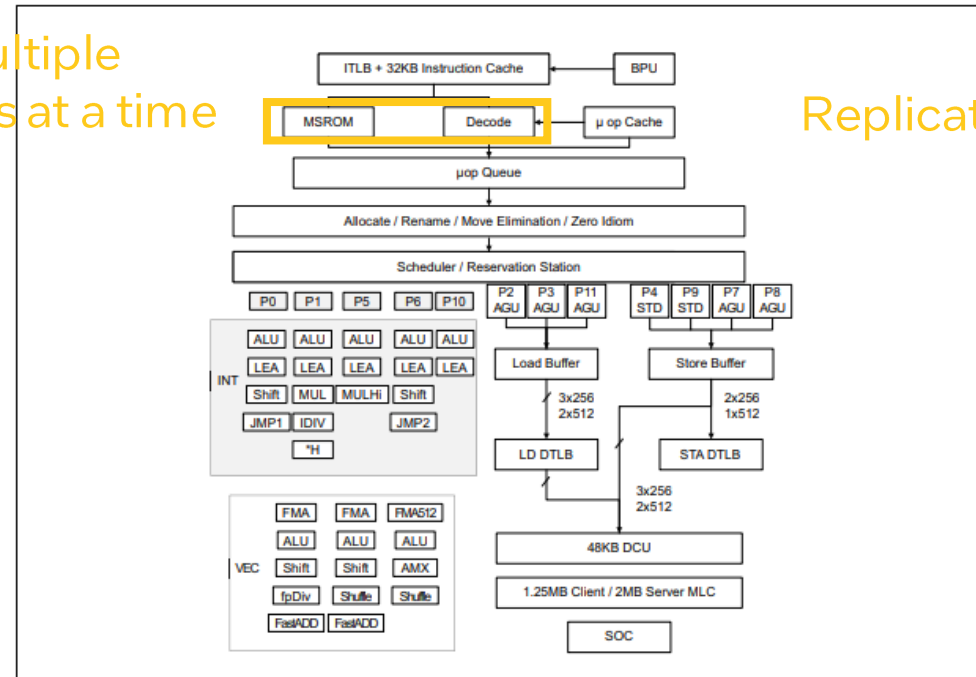 ultiple
s at a time
Replicat
ITLB + 32KB Instruction Cache
BPU
MSROM
Decode
μ op Cache
μop Queue
Allocate / Rename / Move Elimination / Zero Idiom
Scheduler / Reservation Station
P0 P1 P5 P6 P10
P2 AGU
P3 AGU
P11 AGU
P4 STD
P9 STD
P7 AGU
P8 AGU
INT
ALU ALU ALU ALU ALU
LEA LEA LEA LEA LEA
Shift MUL MULHi Shift
JMP1 IDIV JMP2
*H
Load Buffer
Store Buffer
3x256
2x512
2x256
1x512
LD DTLB
STA DTLB
3x256
2x512
VEC
FMA FMA FMA512
ALU ALU ALU
Shift Shift AMX
fpDiv Shuffle Shuffle
FastADD FastADD
48KB DCU
1.25MB Client / 2MB Server MLC
SOC